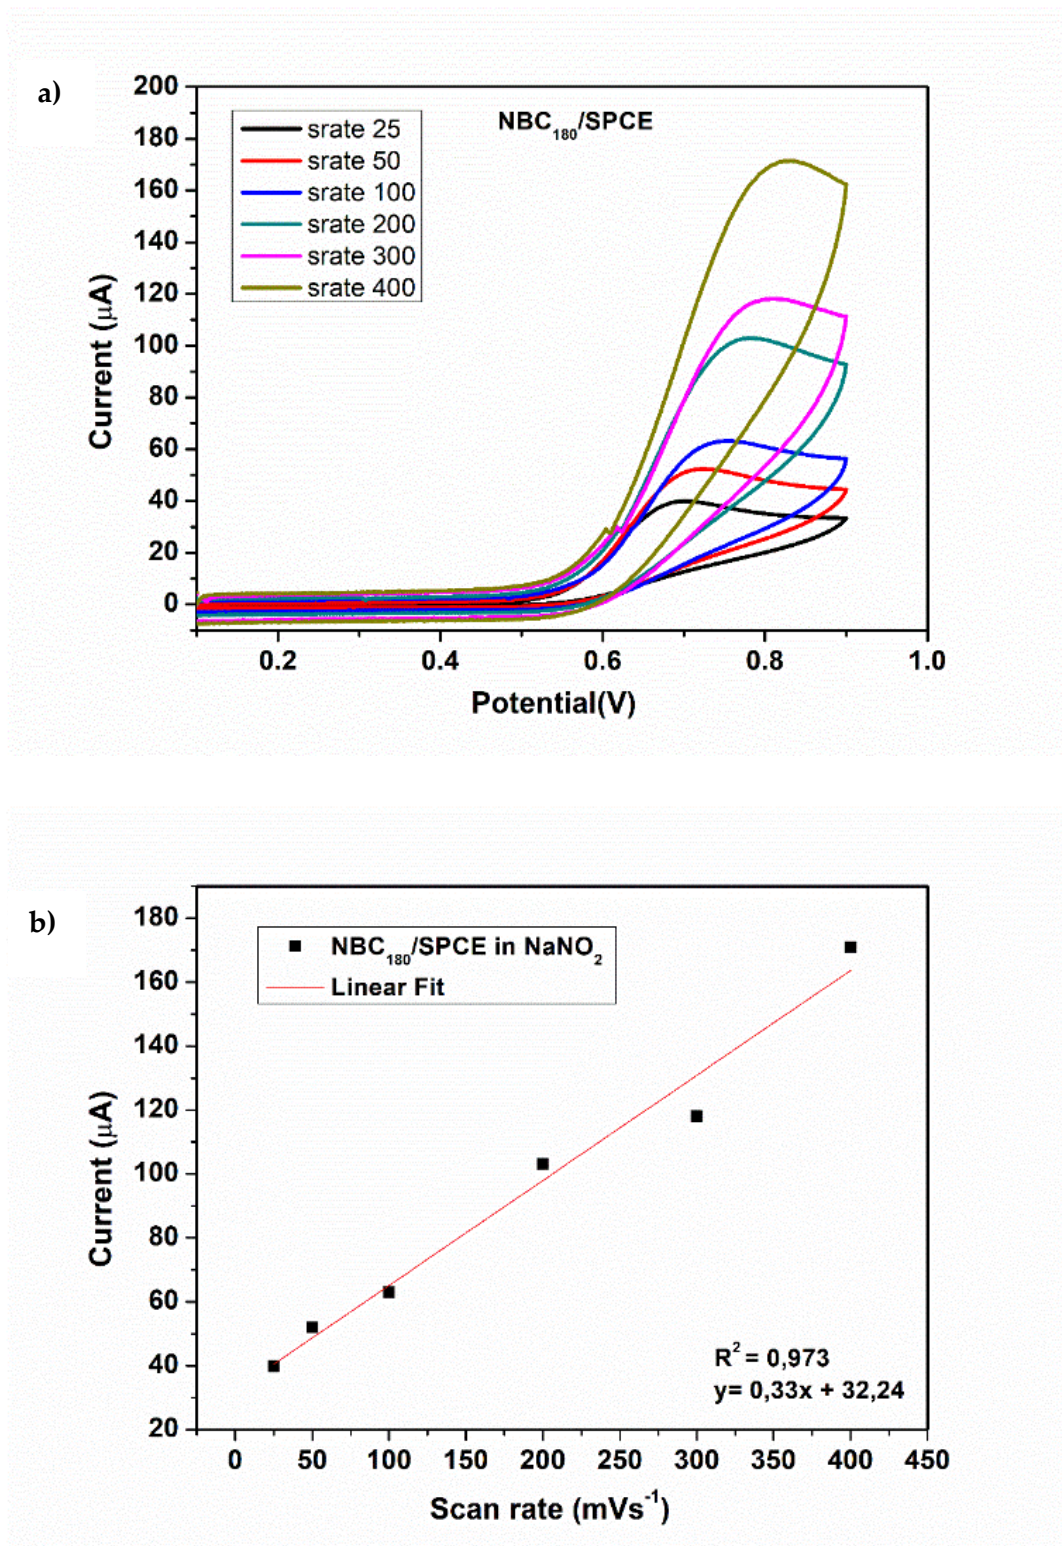 a)
NBC180/SPCE
srate 25
srate 50
srate 100
srate 200
srate 300
srate 400
200
180
160
140
120
100
80
60
40
20
0
Current (μA)
0.2 0.4 0.6 0.8 1.0
Potential(V)
b)
NBC180/SPCE in NaNO2
Linear Fit
180
160
140
120
100
80
60
40
20
Current (μA)
R2 = 0,973
y= 0,33x + 32,24
0 50 100 150 200 250 300 350 400 450
Scan rate (mVs-1)